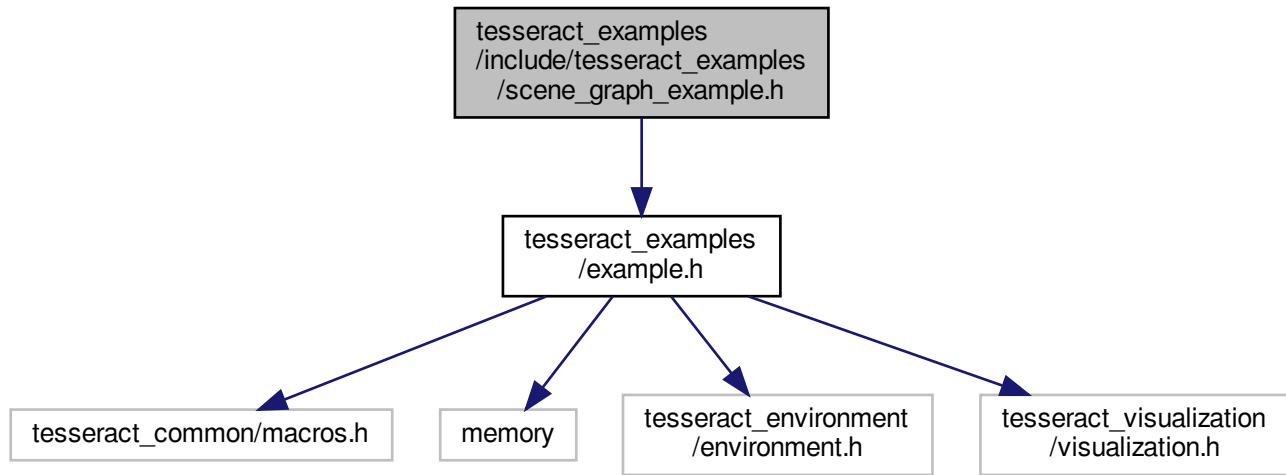 tesseract_examples
/include/tesseract_examples
/scene_graph_example.h
tesseract_examples
/example.h
tesseract_common/macros.h
memory
tesseract_environment
/environment.h
tesseract_visualization
/visualization.h